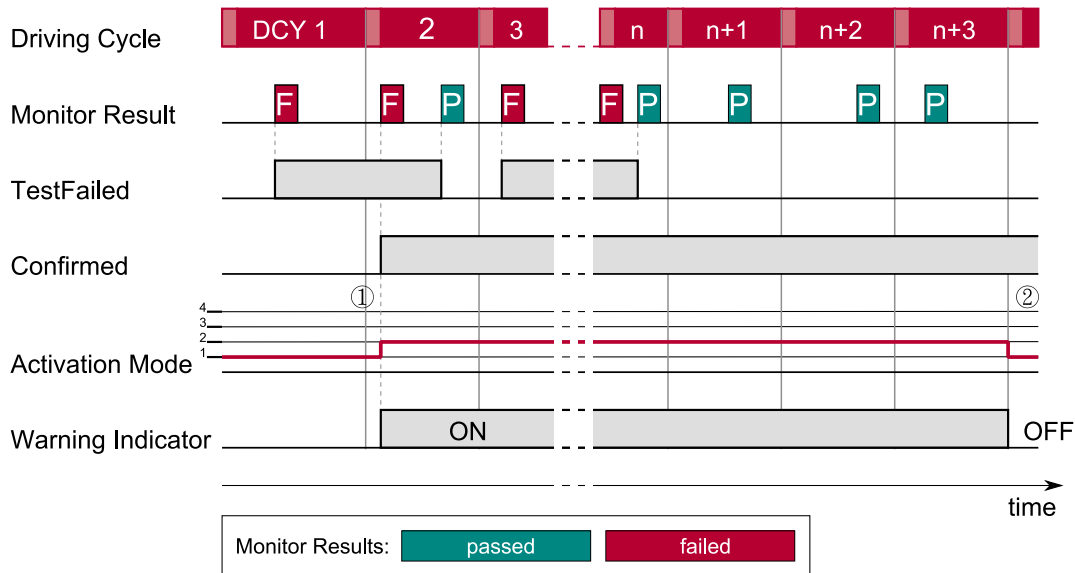 Driving Cycle DCY 1 2 3 n n+1 n+2 n+3
Monitor Result F F P F F P P P P
TestFailed
Confirmed
① ②
4
3
2
1
Activation Mode
Warning Indicator ON OFF
time
Monitor Results: passed failed